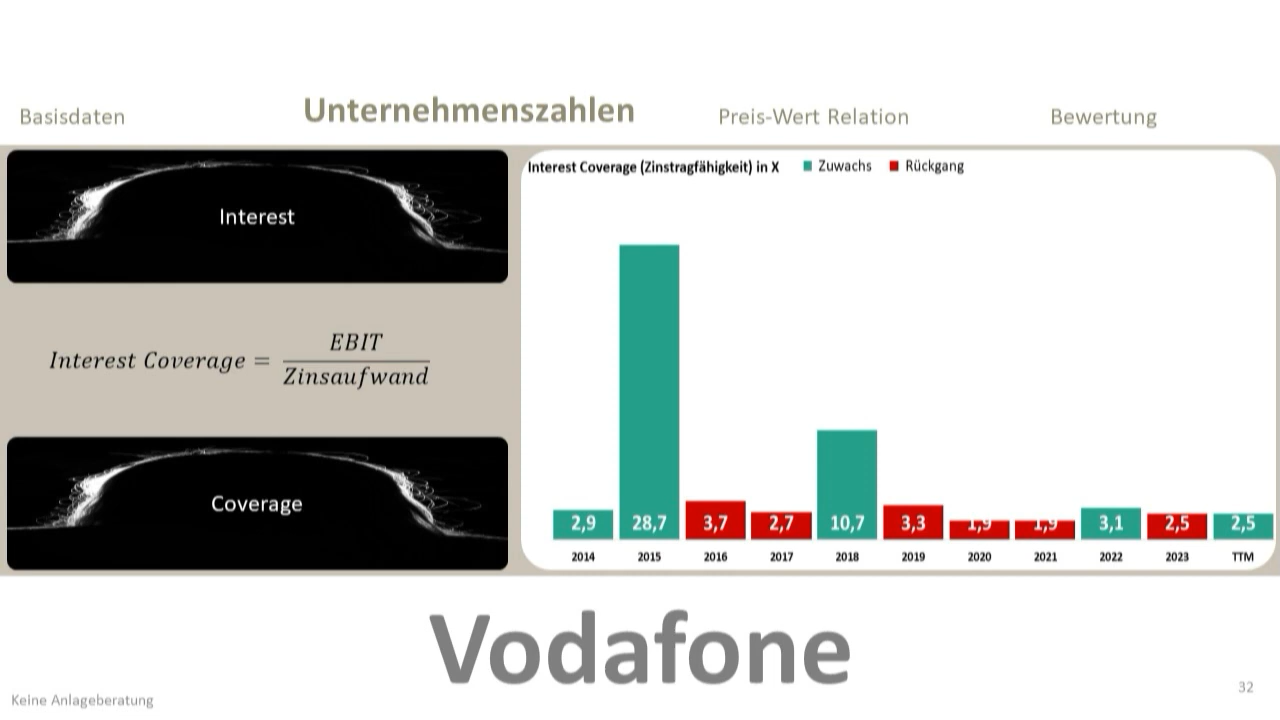 Basisdaten Unternehmenszahlen Preis-Wert Relation Bewertung
Interest
Interest Coverage = EBIT
Zinsaufwand
Coverage
Interest Coverage (Zinstragfähigkeit) in X Zuwachs Rückgang
2,9 28,7 3,7 2,7 10,7 3,3 1,9 1,9 3,1 2,5 2,5
2014 2015 2016 2017 2018 2019 2020 2021 2022 2023 TTM
Vodafone
Keine Anlageberatung
32